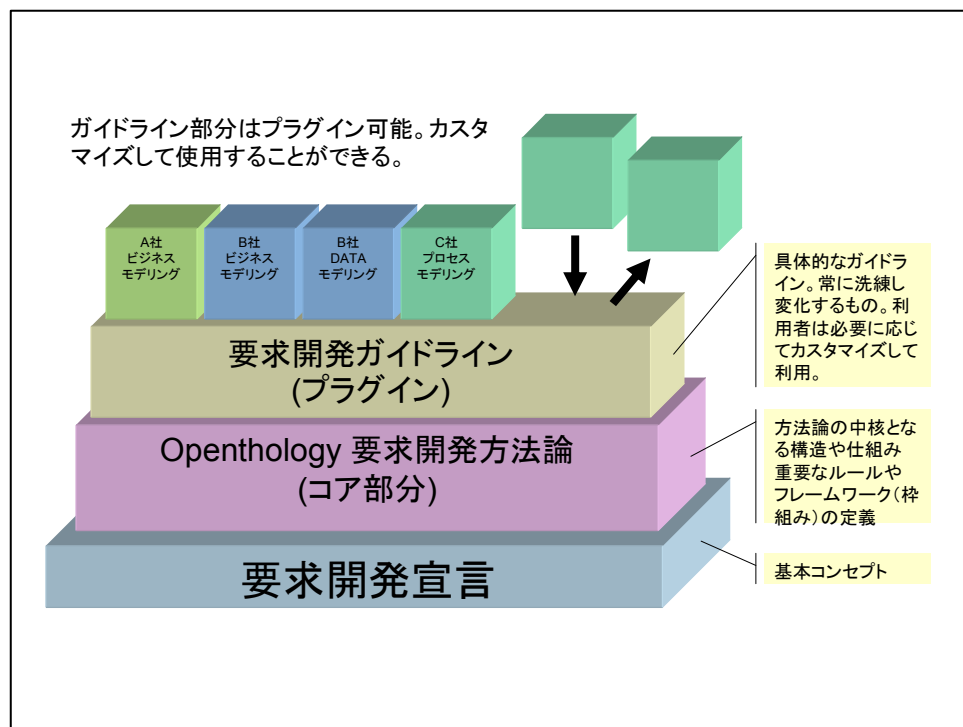 ガイドライン部分はプラグイン可能。カスタ
マイズして使用することができる。
A社
ビジネス
モデリング
B社
ビジネス
モデリング
B社
DATA
モデリング
C社
プロセス
モデリング
要求開発ガイドライン
(プラグイン)
具体的なガイドラ
イン。常に洗練し
変化するもの。利
用者は必要に応じ
てカスタマイズして
利用。
Openthology 要求開発方法論
(コア部分)
方法論の中核とな
る構造や仕組み
重要なルールや
フレームワーク(枠
組み)の定義
要求開発宣言
基本コンセプト